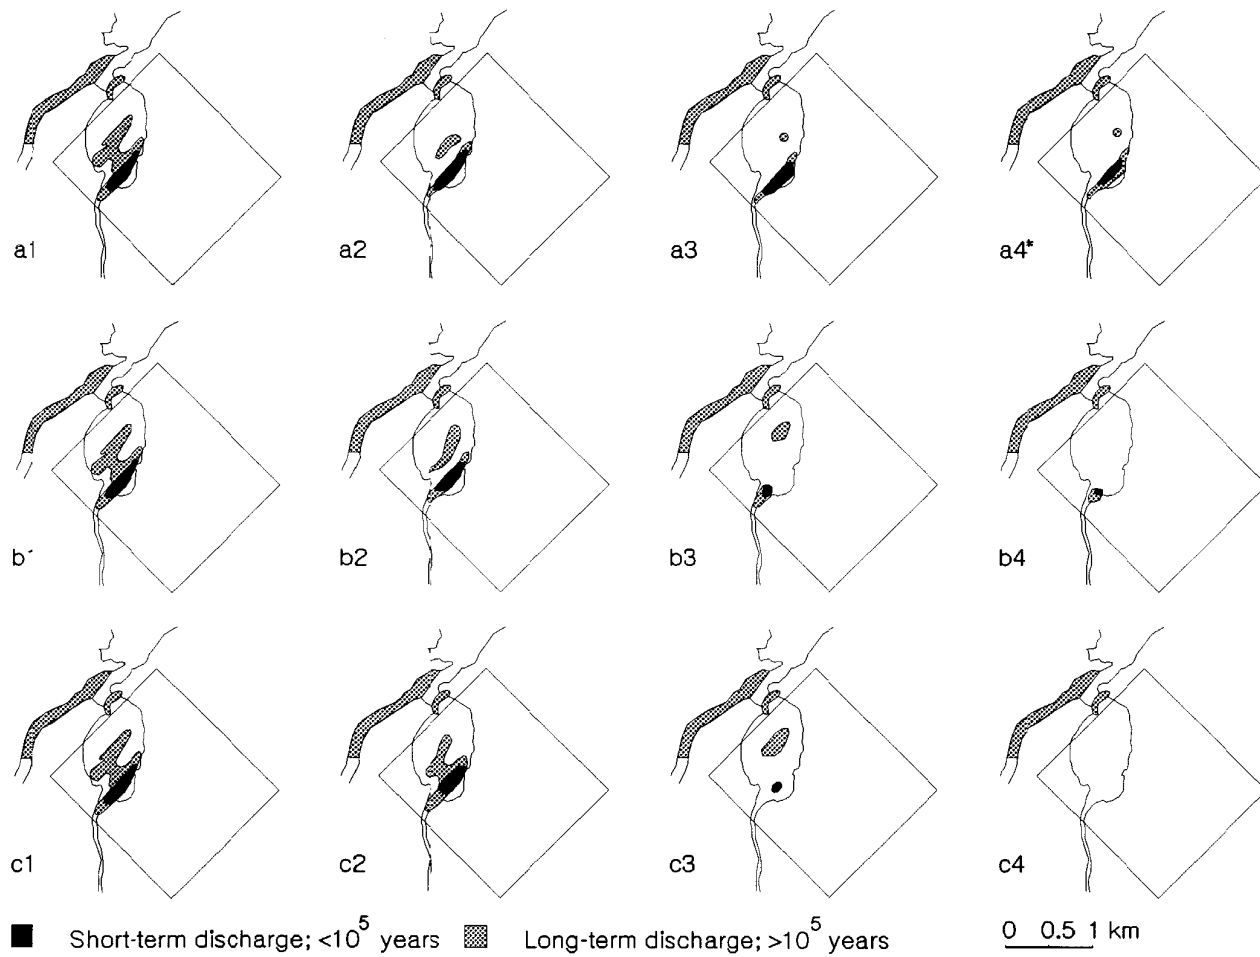 a1 a2 a3 a4*
b1 b2 b3 b4
c1 c2 c3 c4
Short-term discharge; <10⁵ years Long-term discharge; >10⁵ years 0 0.5 1 km